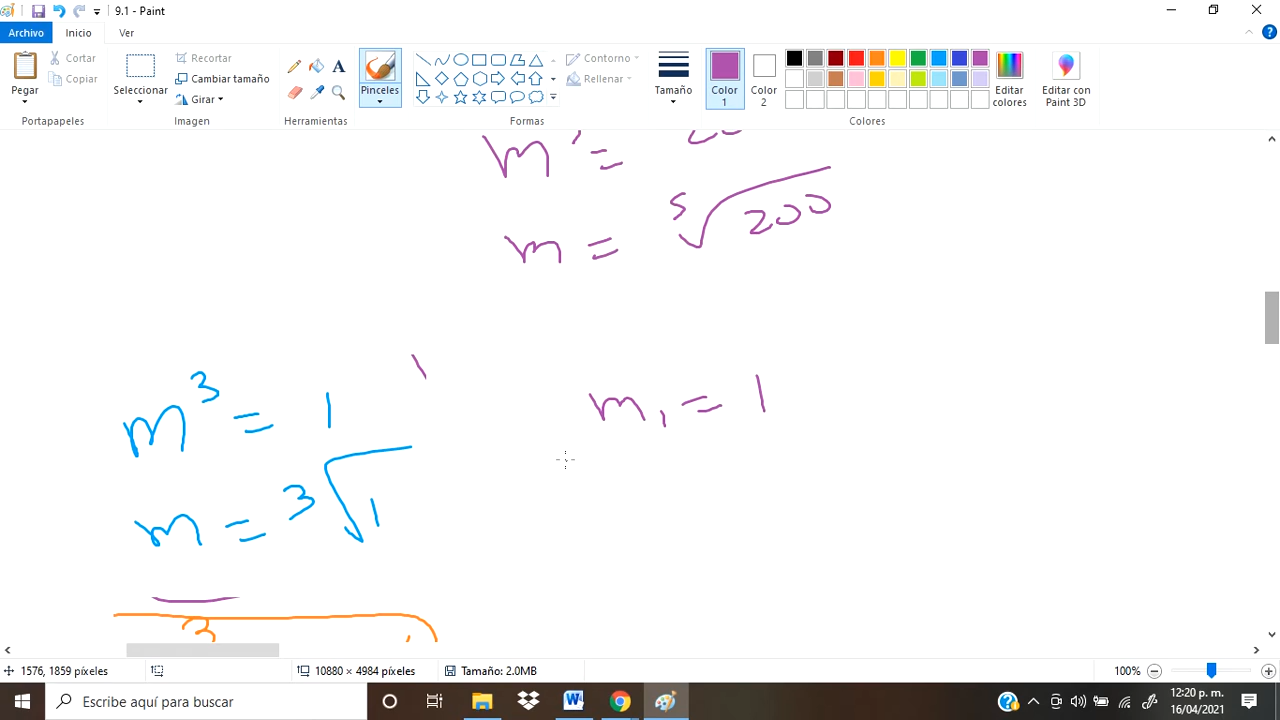 9.1 - Paint
Archivo Inicio Ver
Pegar
Cortar
Copiar
Portapapeles
Seleccionar
Recortar
Cambiar tamaño
Girar
Imagen
A
Herramientas
Pinceles
Contorno
Rellenar
Formas
Tamaño
Color 1
Color 2
Editar colores
Editar con Paint 3D
Colores
m =
m = ⁵√200
m³ = 1
m₁ = 1
m = ³√1
3
1576, 1859 píxeles 10880 × 4984 píxeles Tamaño: 2.0MB 100%
Escribe aquí para buscar
12:20 p. m.
16/04/2021